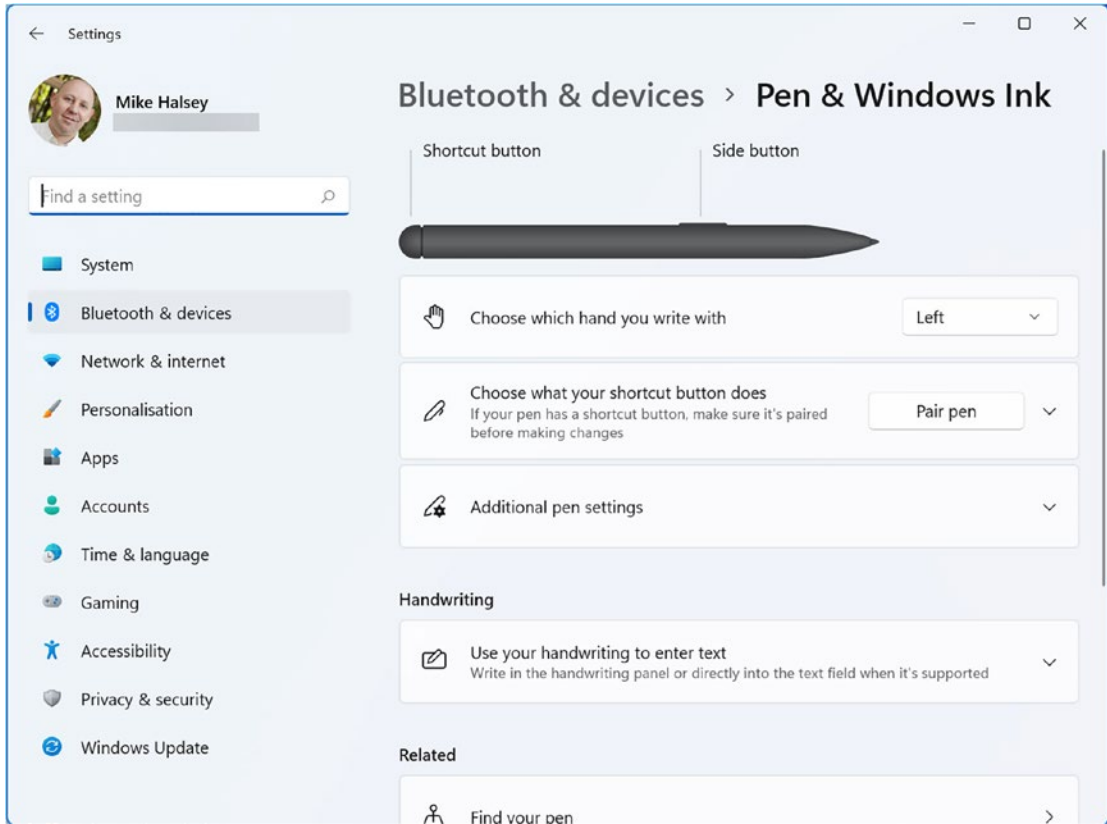 Settings
Mike Halsey
Find a setting
System
Bluetooth & devices
Network & internet
Personalisation
Apps
Accounts
Time & language
Gaming
Accessibility
Privacy & security
Windows Update
Bluetooth & devices > Pen & Windows Ink
Shortcut button Side button
Choose which hand you write with Left
Choose what your shortcut button does
If your pen has a shortcut button, make sure it's paired
before making changes
Pair pen
Additional pen settings
Handwriting
Use your handwriting to enter text
Write in the handwriting panel or directly into the text field when it's supported
Related
Find your pen